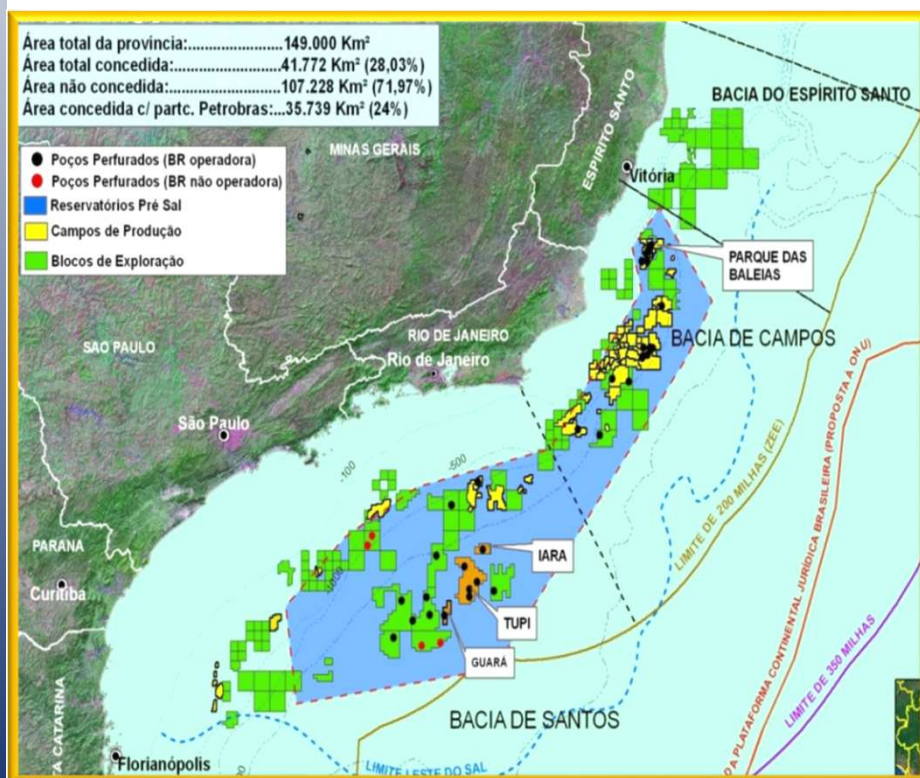 Área total da província:.......................149.000 Km²
Área total concedida:..........................41.772 Km² (28,03%)
Área não concedida:..........................107.228 Km² (71,97%)
Área concedida c/ partc. Petrobras:...35.739 Km² (24%)
Poços Perfurados (BR operadora)
Poços Perfurados (BR não operadora)
Reservatórios Pré Sal
Campos de Produção
Blocos de Exploração
BACIA DO ESPÍRITO SANTO
MINAS GERAIS
ESPIRITO SANTO
Vitória
PARQUE DAS
BALEIAS
BACIA DE CAMPOS
SAO PAULO
RIO DE JANEIRO
Rio de Janeiro
São Paulo
-100
-500
PARANA
Curitiba
IARA
TUPI
GUARÁ
BACIA DE SANTOS
LIMITE DE 200 MILHAS (ZEE)
DA PLATAFORMA CONTINENTAL JURÍDICA BRASILEIRA (PROPOSTA À ONU)
LIMITE DE 350 MILHAS
A CATARINA
Florianópolis
LIMITE LESTE DO SAL